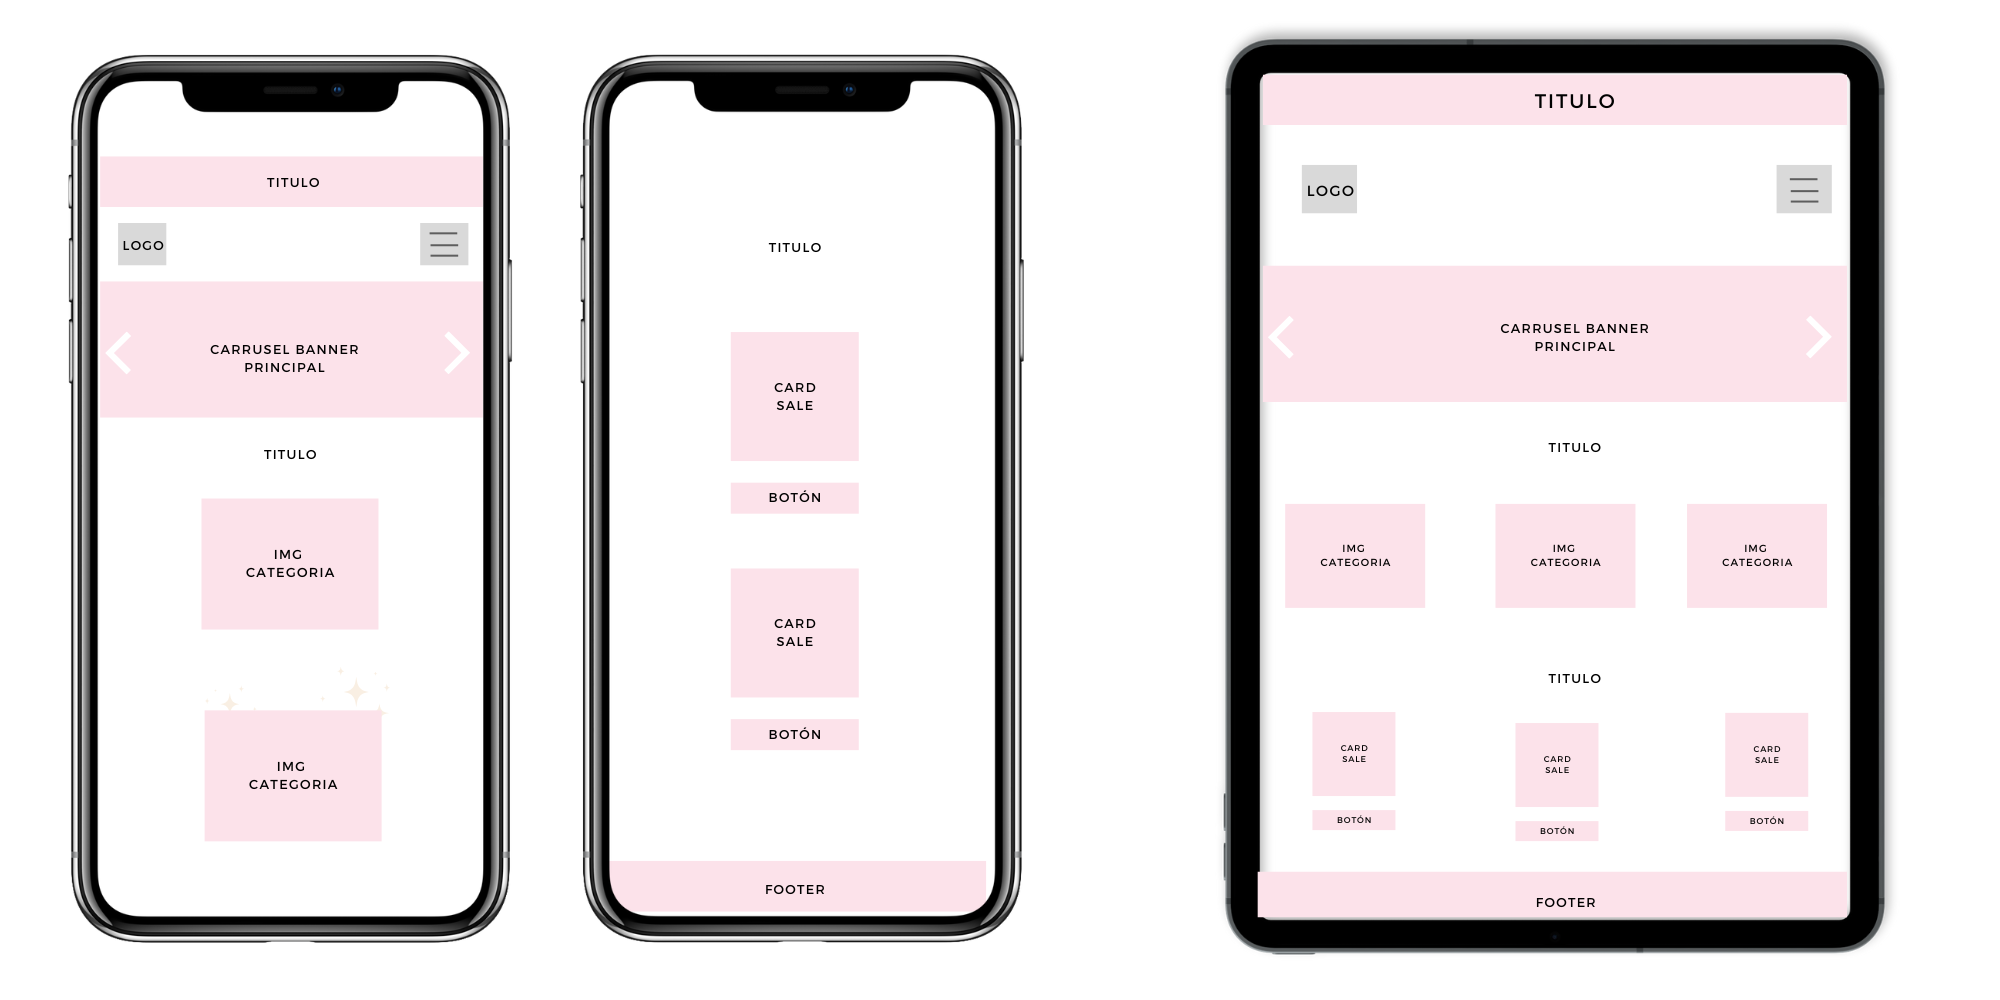 TITULO
LOGO
CARRUSEL BANNER
PRINCIPAL
TITULO
IMG
CATEGORIA
IMG
CATEGORIA
TITULO
CARD
SALE
BOTÓN
CARD
SALE
BOTÓN
FOOTER
TITULO
LOGO
CARRUSEL BANNER
PRINCIPAL
TITULO
IMG
CATEGORIA
IMG
CATEGORIA
IMG
CATEGORIA
TITULO
CARD
SALE
BOTÓN
CARD
SALE
BOTÓN
CARD
SALE
BOTÓN
FOOTER